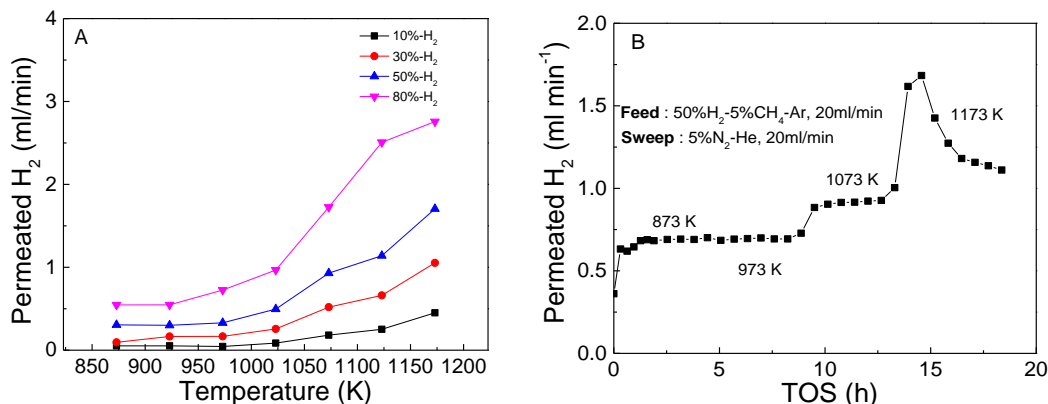 A
10%-H₂
30%-H₂
50%-H₂
80%-H₂
Permeated H₂ (ml/min)
4
3
2
1
0
850 900 950 1000 1050 1100 1150 1200
Temperature (K)
B
Feed : 50%H₂-5%CH₄-Ar, 20ml/min
Sweep : 5%N₂-He, 20ml/min
873 K
973 K
1073 K
1173 K
Permeated H₂ (ml min⁻¹)
2.0
1.5
1.0
0.5
0.0
0 5 10 15 20
TOS (h)